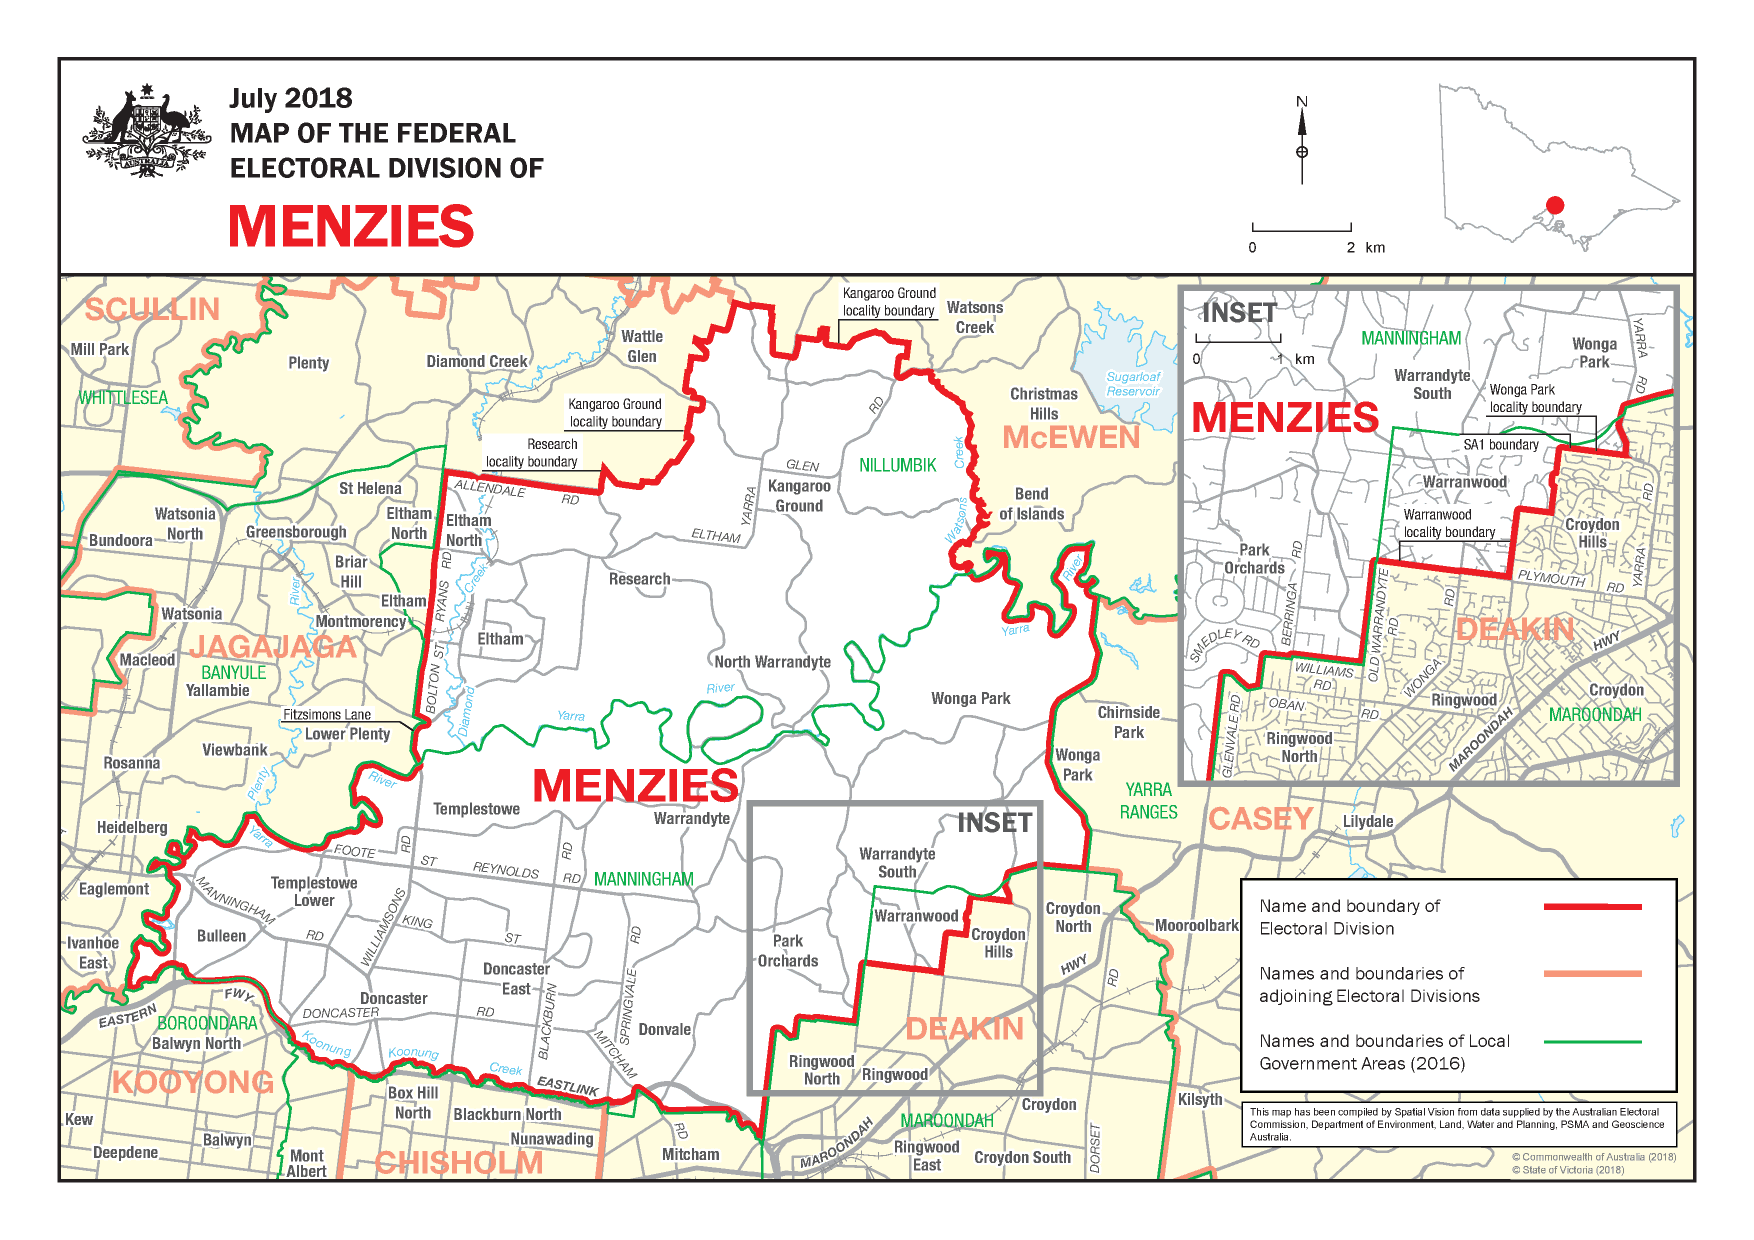 July 2018
MAP OF THE FEDERAL
ELECTORAL DIVISION OF
MENZIES
AUSTRALIA
N
0 2 km
SCULLIN
Mill Park
WHITTLESEA
Plenty
Diamond Creek
Wattle
Glen
Kangaroo Ground
locality boundary
Watsons
Creek
Kangaroo Ground
locality boundary
Research
locality boundary
Christmas
Hills
McEWEN
Sugarloaf
Reservoir
RD
Creek
Watsons
NILLUMBIK
GLEN
Kangaroo
Ground
YARRA
ELTHAM
Bend
of Islands
St Helena
ALLENDALE
RD
Watsonia
North
Bundoora
Greensborough
Eltham
North
Eltham
North
Briar
Hill
Eltham
Montmorency
River
RYANS
RD
Creek
Research
River
Yarra
Watsonia
JAGAJAGA
BANYULE
Macleod
Yallambie
BOLTON
ST
Diamond
Eltham
North Warrandyte
River
Yarra
Wonga Park
Fitzsimons Lane
Lower Plenty
Viewbank
Rosanna
Plenty
River
Chirnside
Park
Wonga
Park
YARRA
RANGES
CASEY
Lilydale
MENZIES
Templestowe
Warrandyte
Heidelberg
Yarra
FOOTE
RD
ST
REYNOLDS
RD
RD
MANNINGHAM
Eaglemont
MANNINGHAM
RD
Templestowe
Lower
WILLIAMSONS
KING
ST
RD
Ivanhoe
East
Bulleen
Doncaster
East
Doncaster
DONCASTER
RD
BLACKBURN
SPRINGVALE
MITCHAM
RD
Donvale
EASTERN
FWY
BOROONDARA
Balwyn North
KOOYONG
Koonung
Koonung
Creek
EASTLINK
Box Hill
North
Blackburn North
Nunawading
CHISHOLM
Kew
Deepdene
Balwyn
Mont
Albert
Mitcham
INSET
Warrandyte
South
Warranwood
Park
Orchards
Croydon
Hills
Croydon
North
Mooroolbark
HWY
RD
DEAKIN
Ringwood
North
Ringwood
MAROONDAH
MAROONDAH
Croydon
Kilsyth
Ringwood
East
Croydon South
DORSET
INSET
0 1 km
MANNINGHAM
Wonga
Park
YARRA
RD
Warrandyte
South
Wonga Park
locality boundary
MENZIES
SA1 boundary
Warranwood
Warranwood
locality boundary
Croydon
Hills
RD
YARRA
Park
Orchards
RD
BERRINGA
PLYMOUTH
RD
SMEDLEY RD
OLD WARRANDYTE
RD
RD
WONGA
DEAKIN
HWY
WILLIAMS
RD
OBAN
RD
GLENVALE RD
Ringwood
North
Ringwood
MAROONDAH
Croydon
MAROONDAH
Name and boundary of
Electoral Division
Names and boundaries of
adjoining Electoral Divisions
Names and boundaries of Local
Government Areas (2016)
This map has been compiled by Spatial Vision from data supplied by the Australian Electoral
Commission, Department of Environment, Land, Water and Planning, PSMA and Geoscience
Australia.
© Commonwealth of Australia (2018)
© State of Victoria (2018)